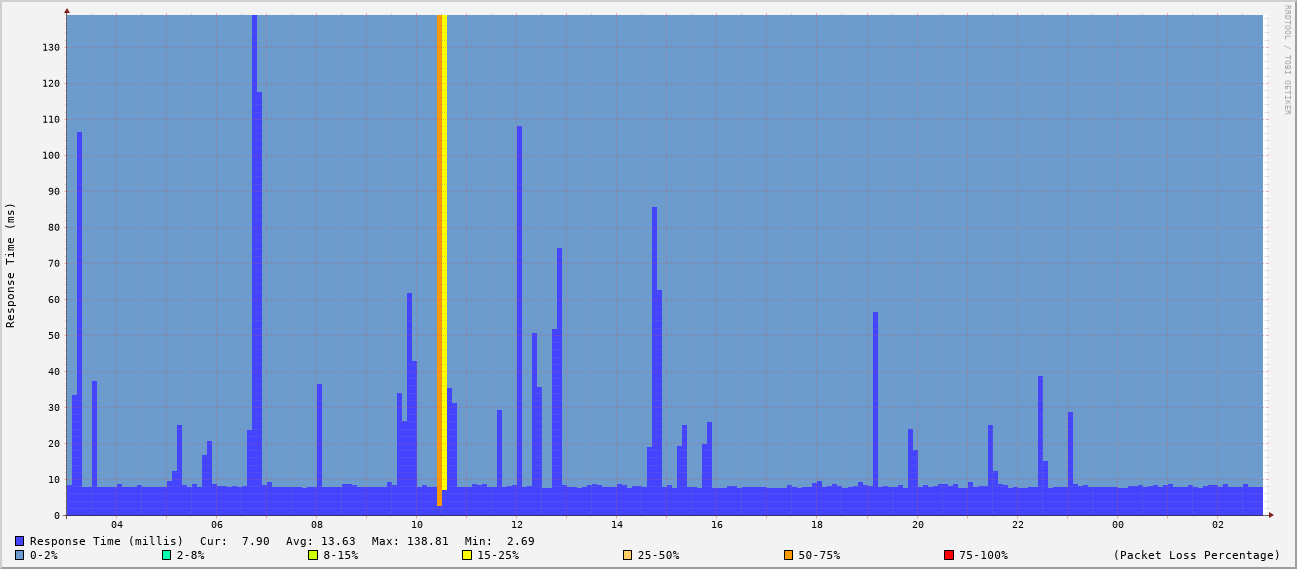 RRDTOOL / TOBI OETIKER
Response Time (ms)
130
120
110
100
90
80
70
60
50
40
30
20
10
0
04 06 08 10 12 14 16 18 20 22 00 02
Response Time (millis) Cur: 7.90 Avg: 13.63 Max: 138.81 Min: 2.69
0-2% 2-8% 8-15% 15-25% 25-50% 50-75% 75-100% (Packet Loss Percentage)